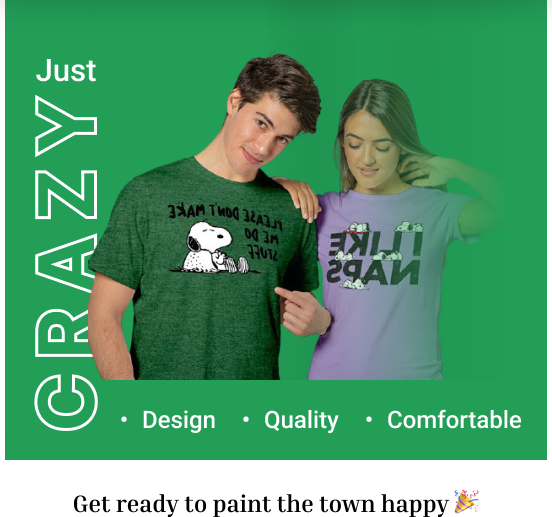 Just
CRAZY
PLEASE DON'T MAKE
ME DO
STUFF
I LIKE
NAPS
• Design • Quality • Comfortable
Get ready to paint the town happy 🎉